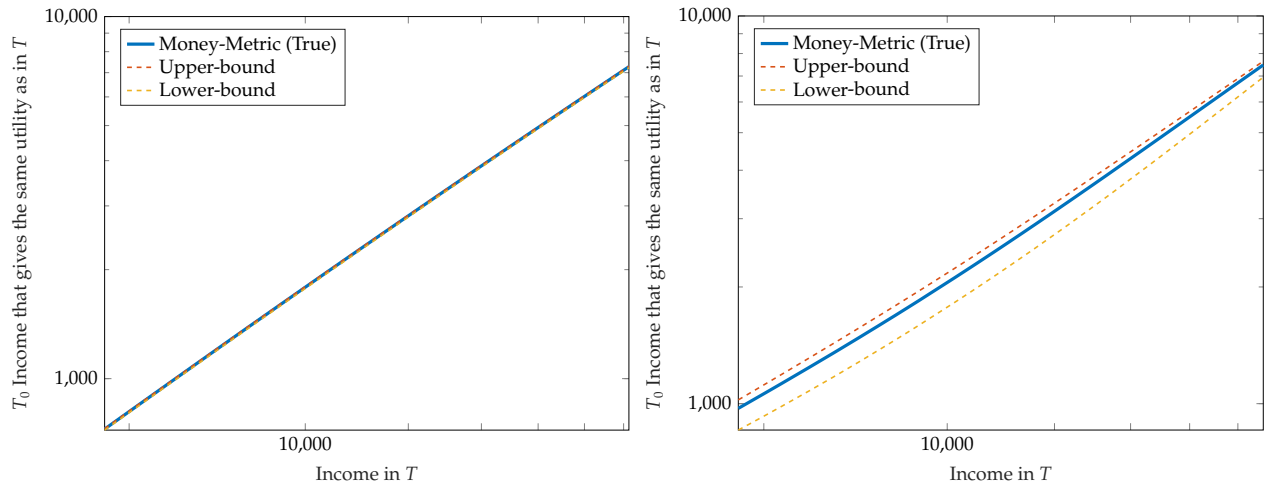 10,000
T₀ Income that gives the same utility as in T
Money-Metric (True)
Upper-bound
Lower-bound
1,000
10,000
Income in T
10,000
T₀ Income that gives the same utility as in T
Money-Metric (True)
Upper-bound
Lower-bound
1,000
10,000
Income in T